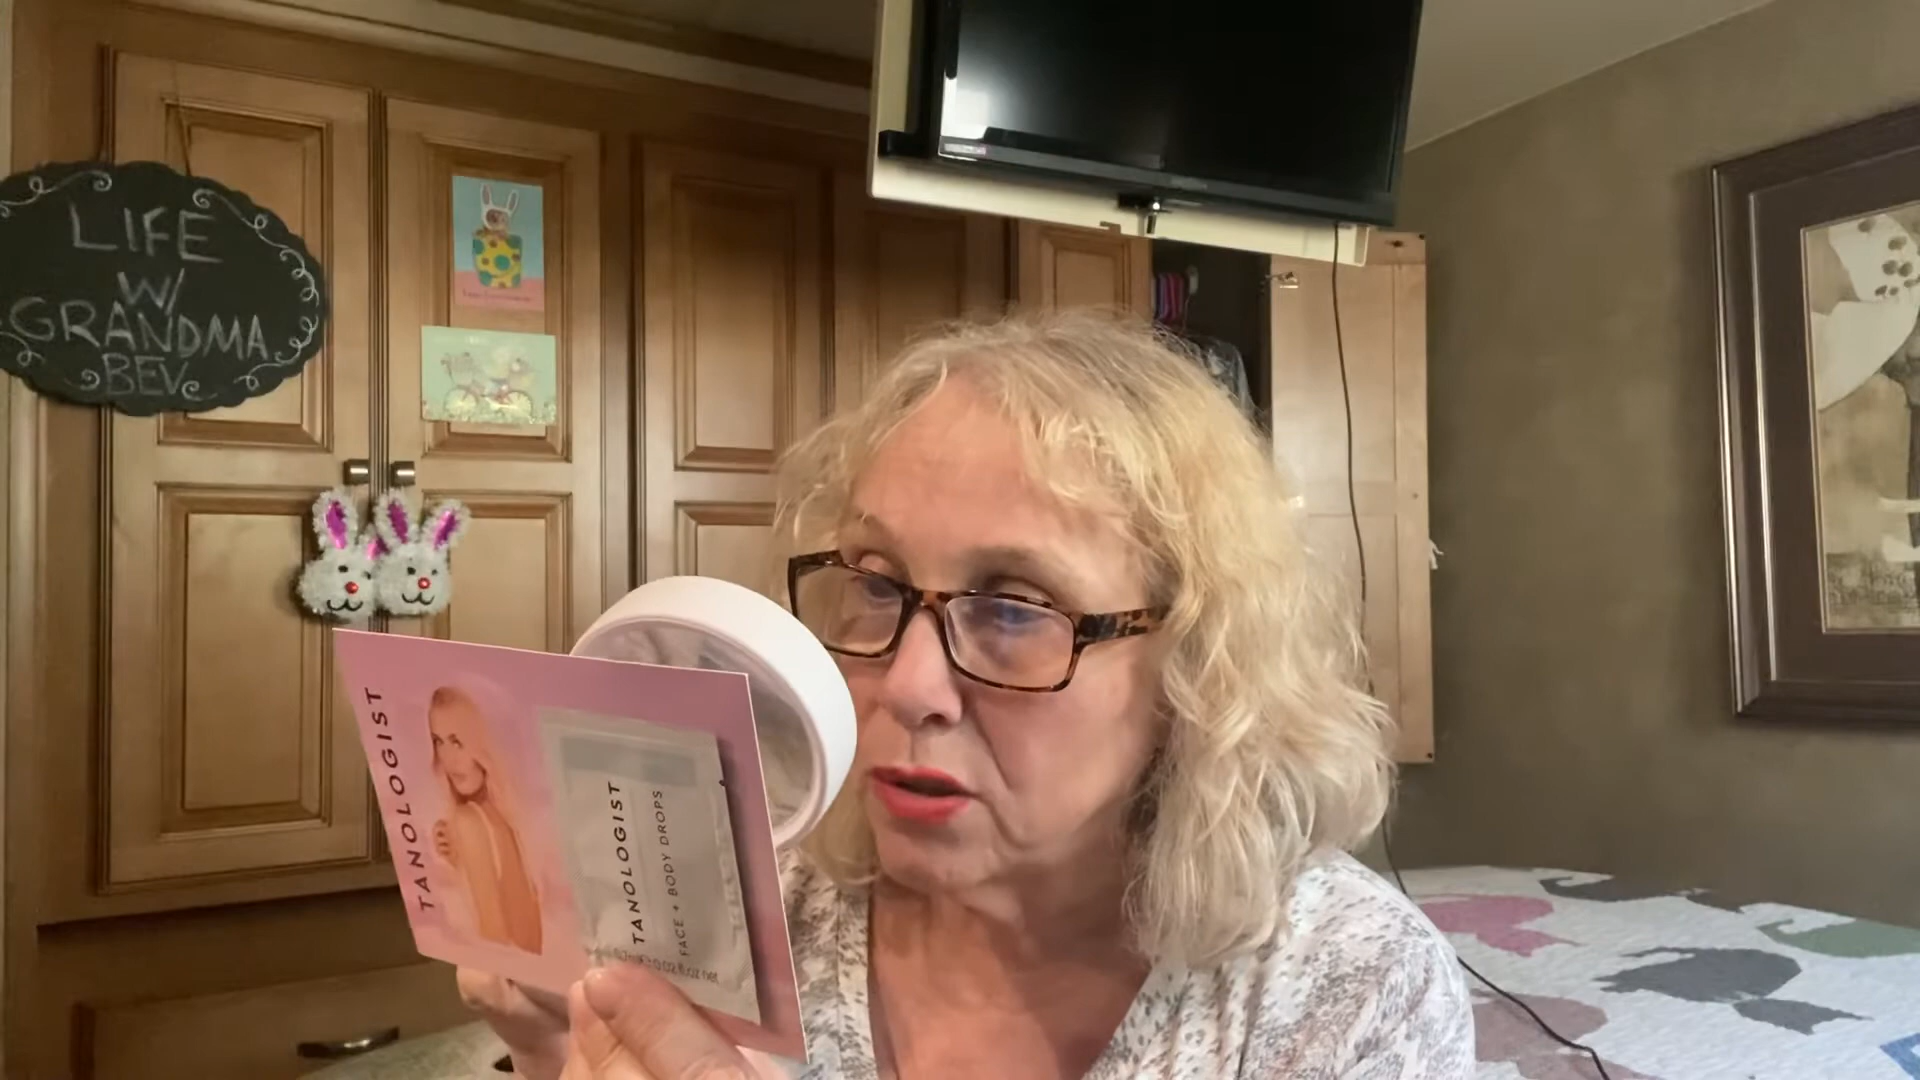 LIFE
W/
GRANDMA
BEV
TANOLOGIST
TANOLOGIST
FACE + BODY DROPS